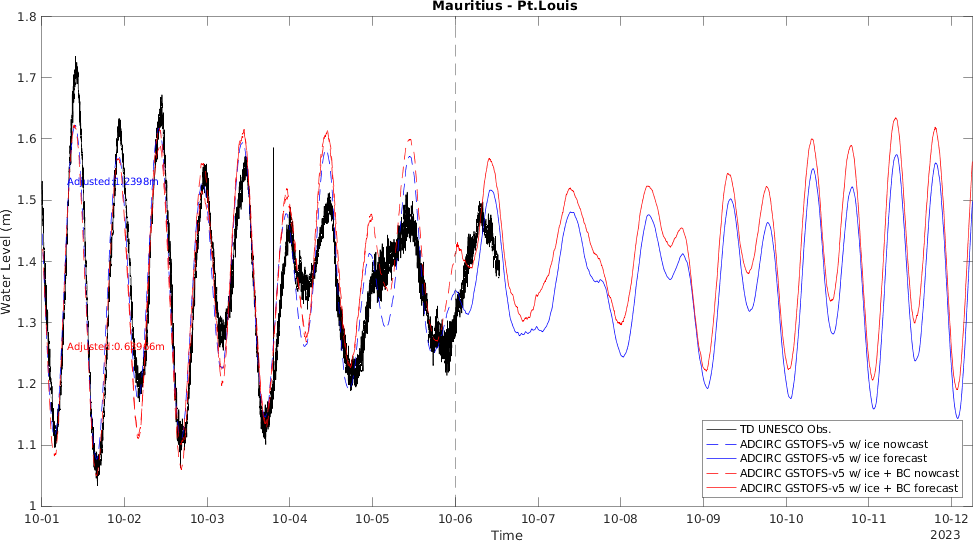 Mauritius - Pt.Louis
1.8
1.7
1.6
1.5
1.4
1.3
1.2
1.1
1
Water Level (m)
Adjusted:1.2398m
TD UNESCO Obs.
ADCIRC GSTOFS-v5 w/ ice nowcast
ADCIRC GSTOFS-v5 w/ ice forecast
ADCIRC GSTOFS-v5 w/ ice + BC nowcast
ADCIRC GSTOFS-v5 w/ ice + BC forecast
10-01
10-02
10-03
10-04
10-05
10-06
10-07
10-08
10-09
10-10
10-11
10-12
Time
2023